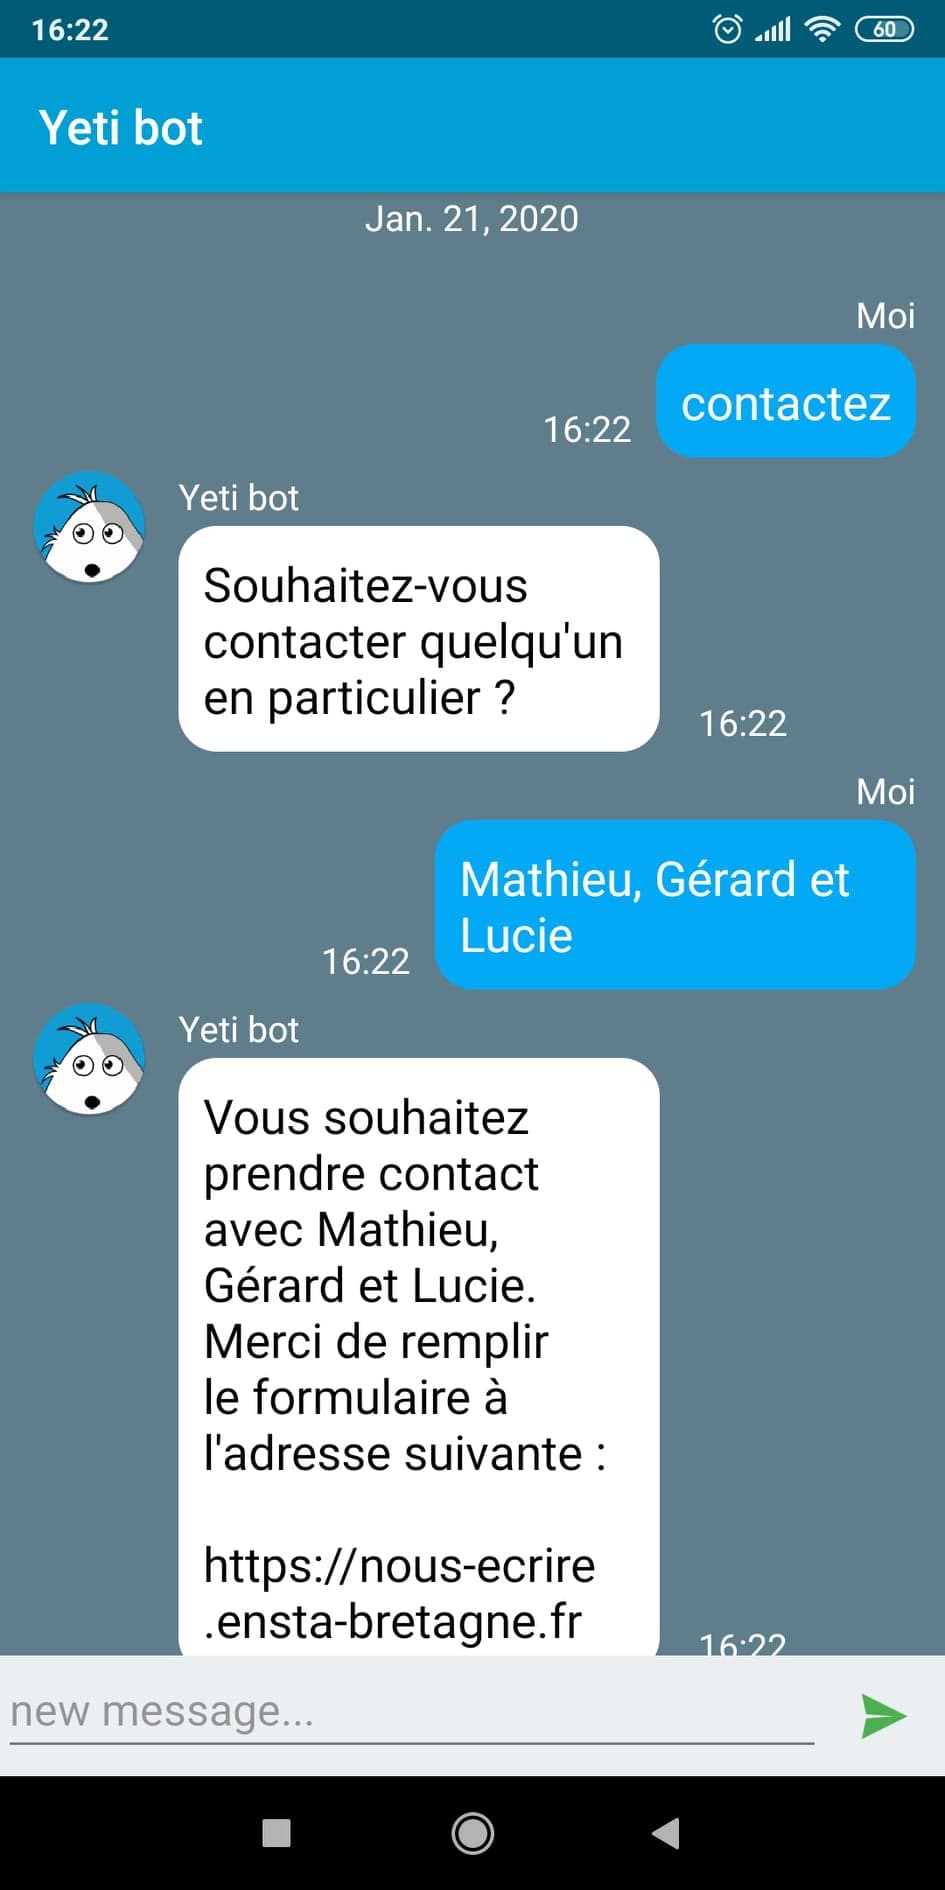 16:22
60
Yeti bot
Jan. 21, 2020
Moi
contactez
16:22
Yeti bot
Souhaitez-vous
contacter quelqu'un
en particulier ?
16:22
Moi
Mathieu, Gérard et
Lucie
16:22
Yeti bot
Vous souhaitez
prendre contact
avec Mathieu,
Gérard et Lucie.
Merci de remplir
le formulaire à
l'adresse suivante :
https://nous-ecrire
.ensta-bretagne.fr
16:22
new message...